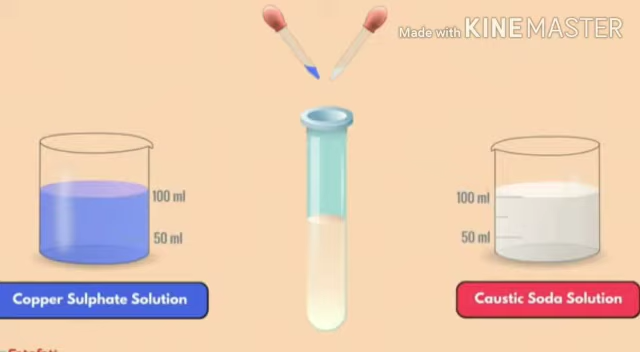 Made with KINEMASTER
100 ml
50 ml
100 ml
50 ml
Copper Sulphate Solution
Caustic Soda Solution